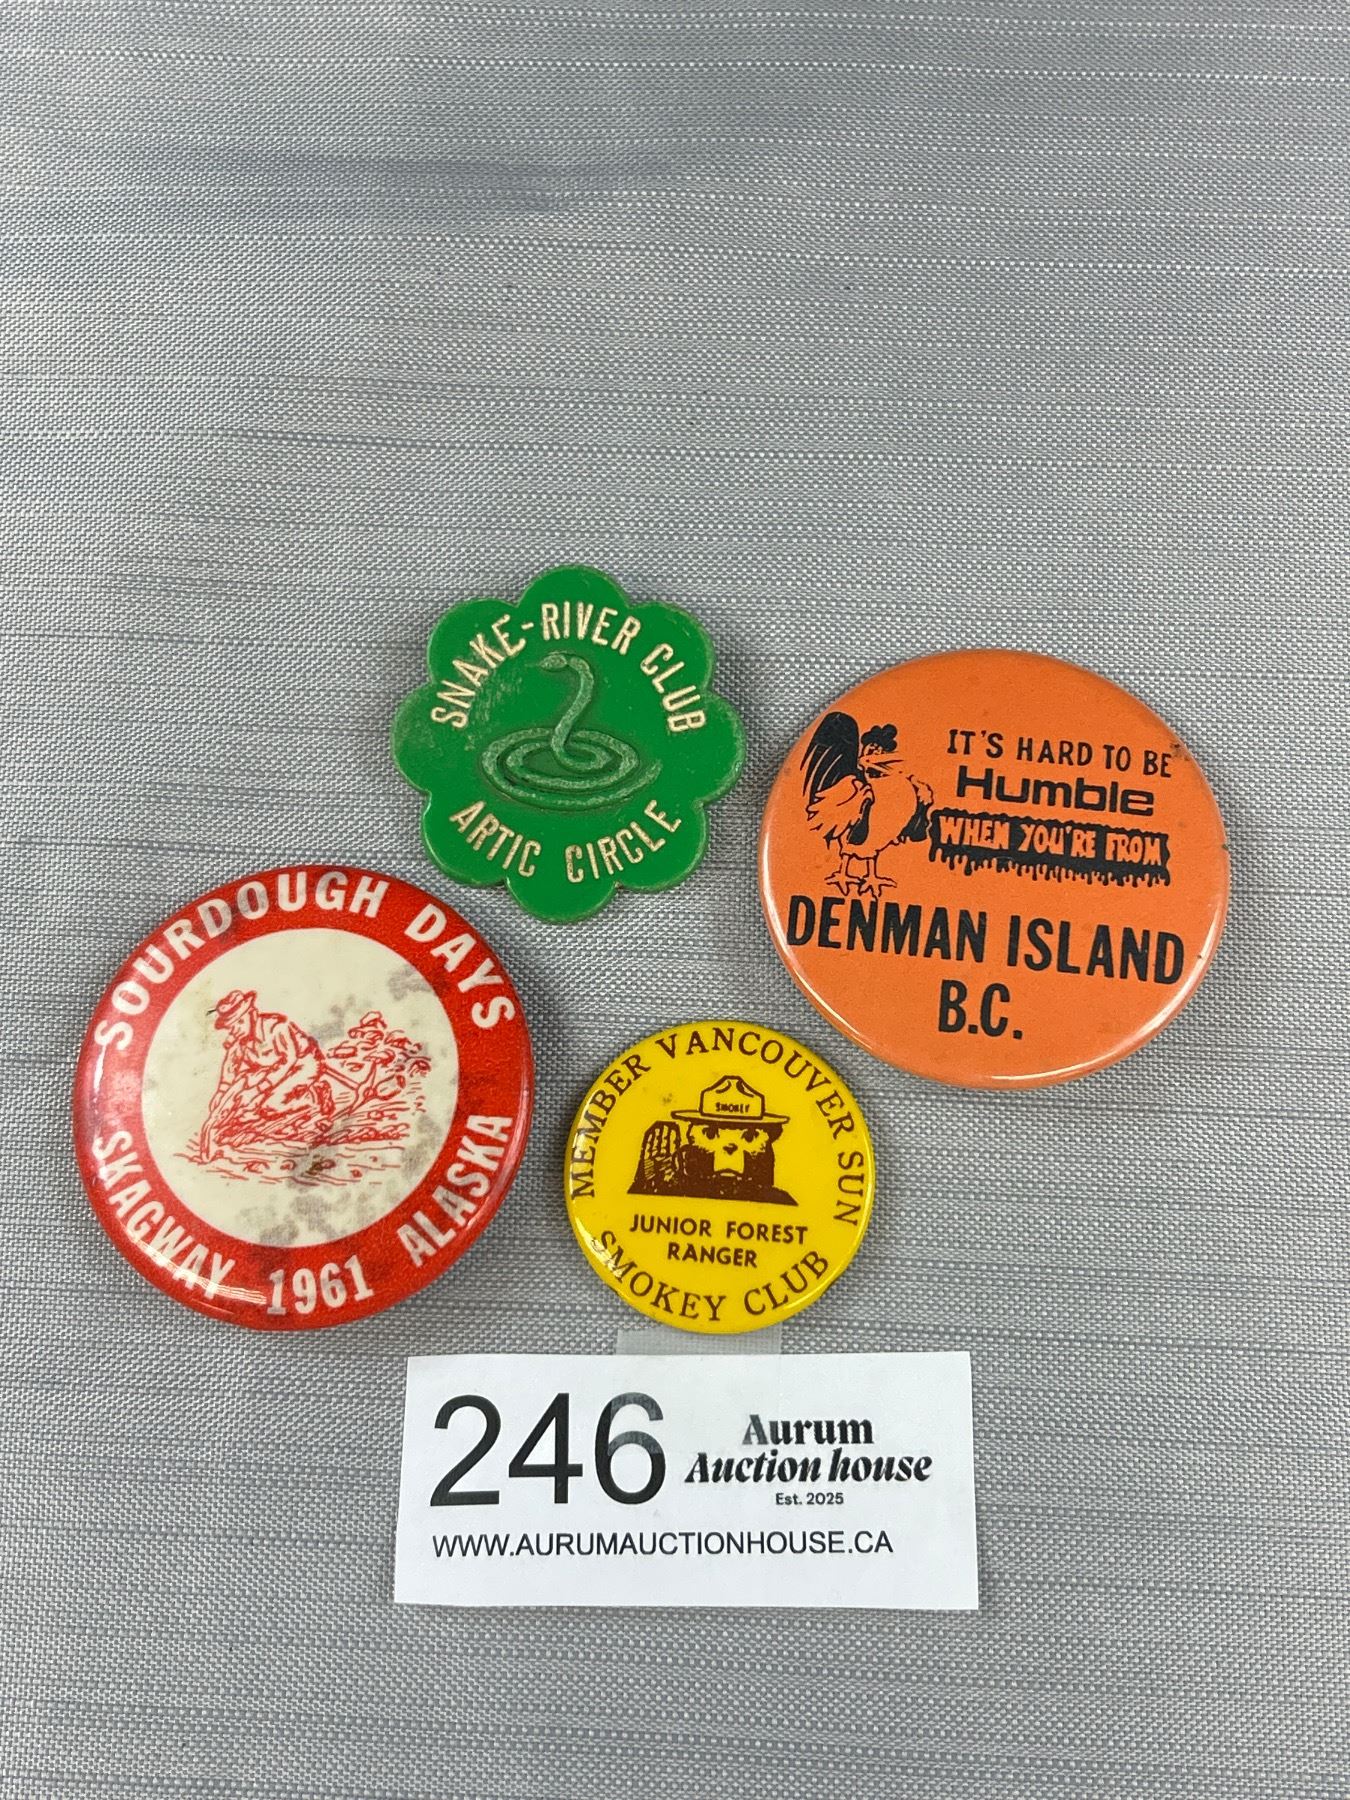 SNAKE-RIVER CLUB
ARTIC CIRCLE
IT'S HARD TO BE
Humble
WHEN YOU'RE FROM
DENMAN ISLAND
B.C.
SOURDOUGH DAYS
SKAGWAY 1961 ALASKA
MEMBER VANCOUVER SUN
SMOKEY
JUNIOR FOREST
RANGER
SMOKEY CLUB
246
Aurum
Auction house
Est. 2025
WWW.AURUMAUCTIONHOUSE.CA